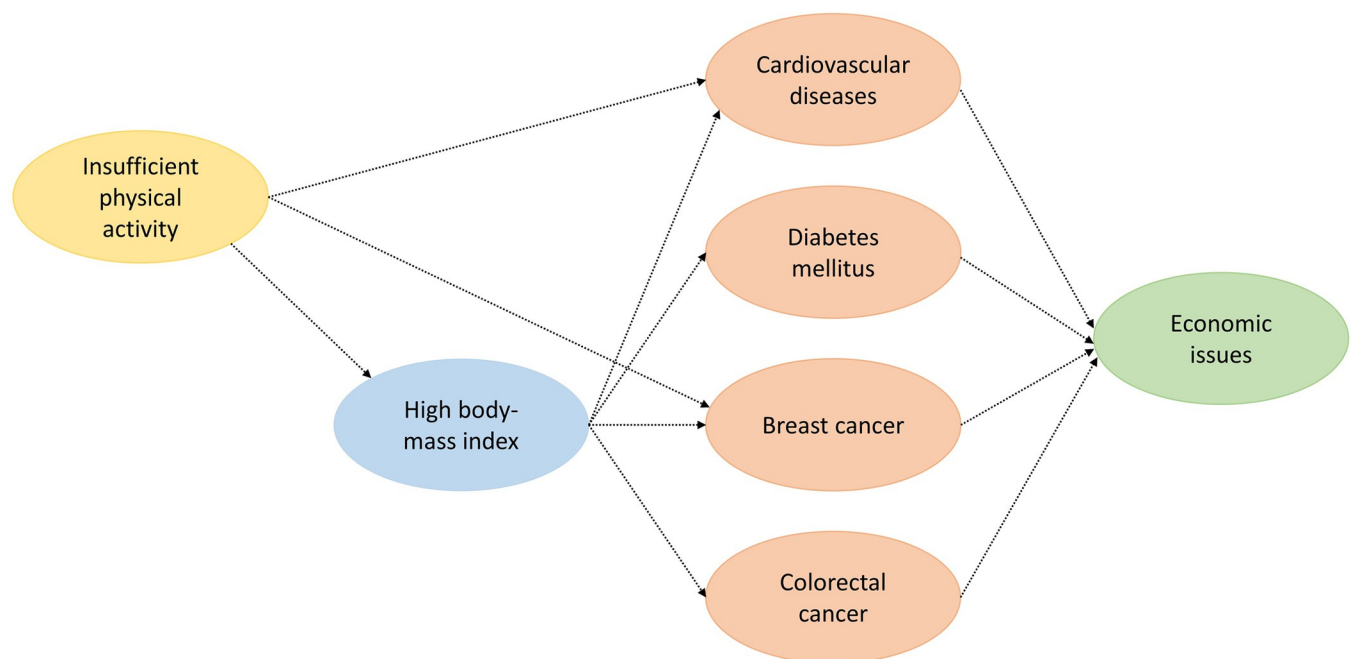 Cardiovascular
diseases
Insufficient
physical
activity
Diabetes
mellitus
Economic
issues
High body-
mass index
Breast cancer
Colorectal
cancer